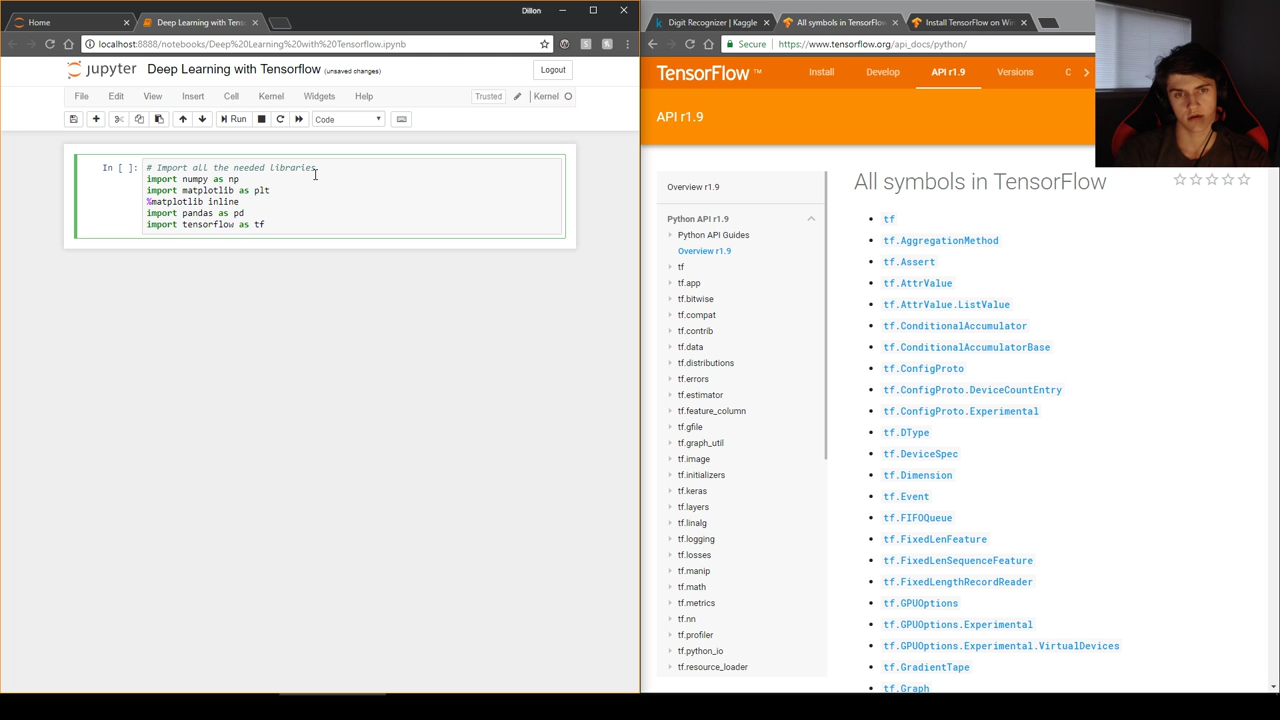 Home
Deep Learning with Tens
Dillon
localhost:8888/notebooks/Deep%20Learning%20with%20Tensorflow.ipynb
jupyter Deep Learning with Tensorflow (unsaved changes)
Logout
File Edit View Insert Cell Kernel Widgets Help
Trusted Kernel
Run Code
In [ ]:
# Import all the needed libraries.
import numpy as np
import matplotlib as plt
%matplotlib inline
import pandas as pd
import tensorflow as tf
Digit Recognizer | Kaggle
All symbols in TensorFlow
Install TensorFlow on Win
Secure https://www.tensorflow.org/api_docs/python/
TensorFlow ™ Install Develop API r1.9 Versions C
API r1.9
Overview r1.9
Python API r1.9
Python API Guides
Overview r1.9
tf
tf.app
tf.bitwise
tf.compat
tf.contrib
tf.data
tf.distributions
tf.errors
tf.estimator
tf.feature_column
tf.gfile
tf.graph_util
tf.image
tf.initializers
tf.keras
tf.layers
tf.linalg
tf.logging
tf.losses
tf.manip
tf.math
tf.metrics
tf.nn
tf.profiler
tf.python_io
tf.resource_loader
All symbols in TensorFlow
tf
tf.AggregationMethod
tf.Assert
tf.AttrValue
tf.AttrValue.ListValue
tf.ConditionalAccumulator
tf.ConditionalAccumulatorBase
tf.ConfigProto
tf.ConfigProto.DeviceCountEntry
tf.ConfigProto.Experimental
tf.DType
tf.DeviceSpec
tf.Dimension
tf.Event
tf.FIFOQueue
tf.FixedLenFeature
tf.FixedLenSequenceFeature
tf.FixedLengthRecordReader
tf.GPUOptions
tf.GPUOptions.Experimental
tf.GPUOptions.Experimental.VirtualDevices
tf.GradientTape
tf.Graph